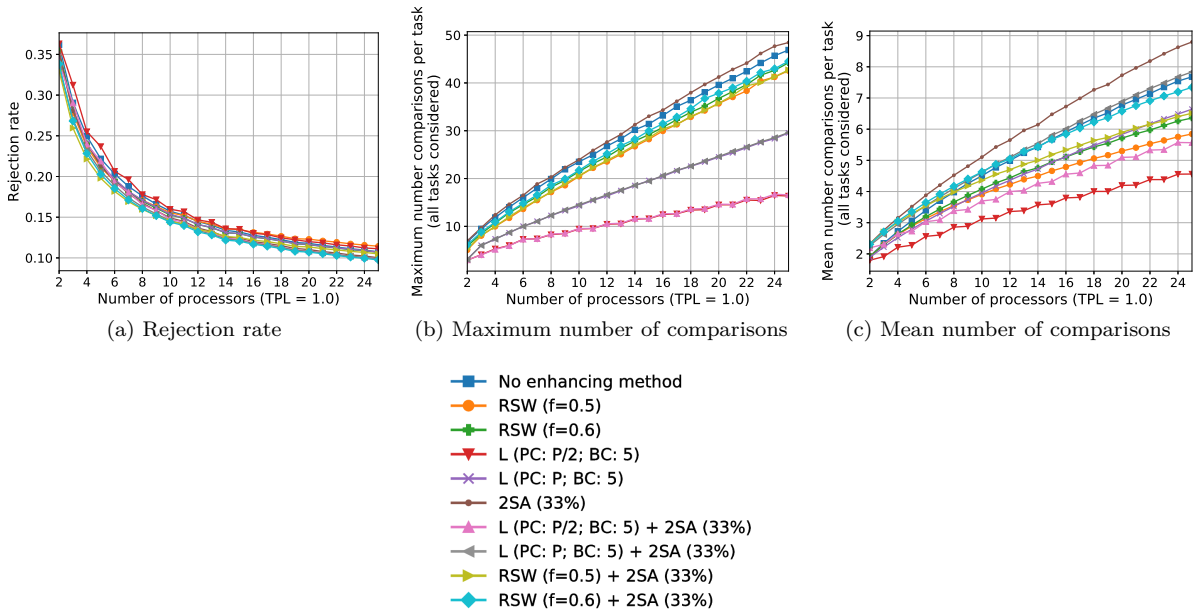 Rejection rate
0.35
0.30
0.25
0.20
0.15
0.10
2 4 6 8 10 12 14 16 18 20 22 24
Number of processors (TPL = 1.0)
(a) Rejection rate
Maximum number comparisons per task
(all tasks considered)
50
40
30
20
10
2 4 6 8 10 12 14 16 18 20 22 24
Number of processors (TPL = 1.0)
(b) Maximum number of comparisons
Mean number comparisons per task
(all tasks considered)
9
8
7
6
5
4
3
2
2 4 6 8 10 12 14 16 18 20 22 24
Number of processors (TPL = 1.0)
(c) Mean number of comparisons
No enhancing method
RSW (f=0.5)
RSW (f=0.6)
L (PC: P/2; BC: 5)
L (PC: P; BC: 5)
2SA (33%)
L (PC: P/2; BC: 5) + 2SA (33%)
L (PC: P; BC: 5) + 2SA (33%)
RSW (f=0.5) + 2SA (33%)
RSW (f=0.6) + 2SA (33%)